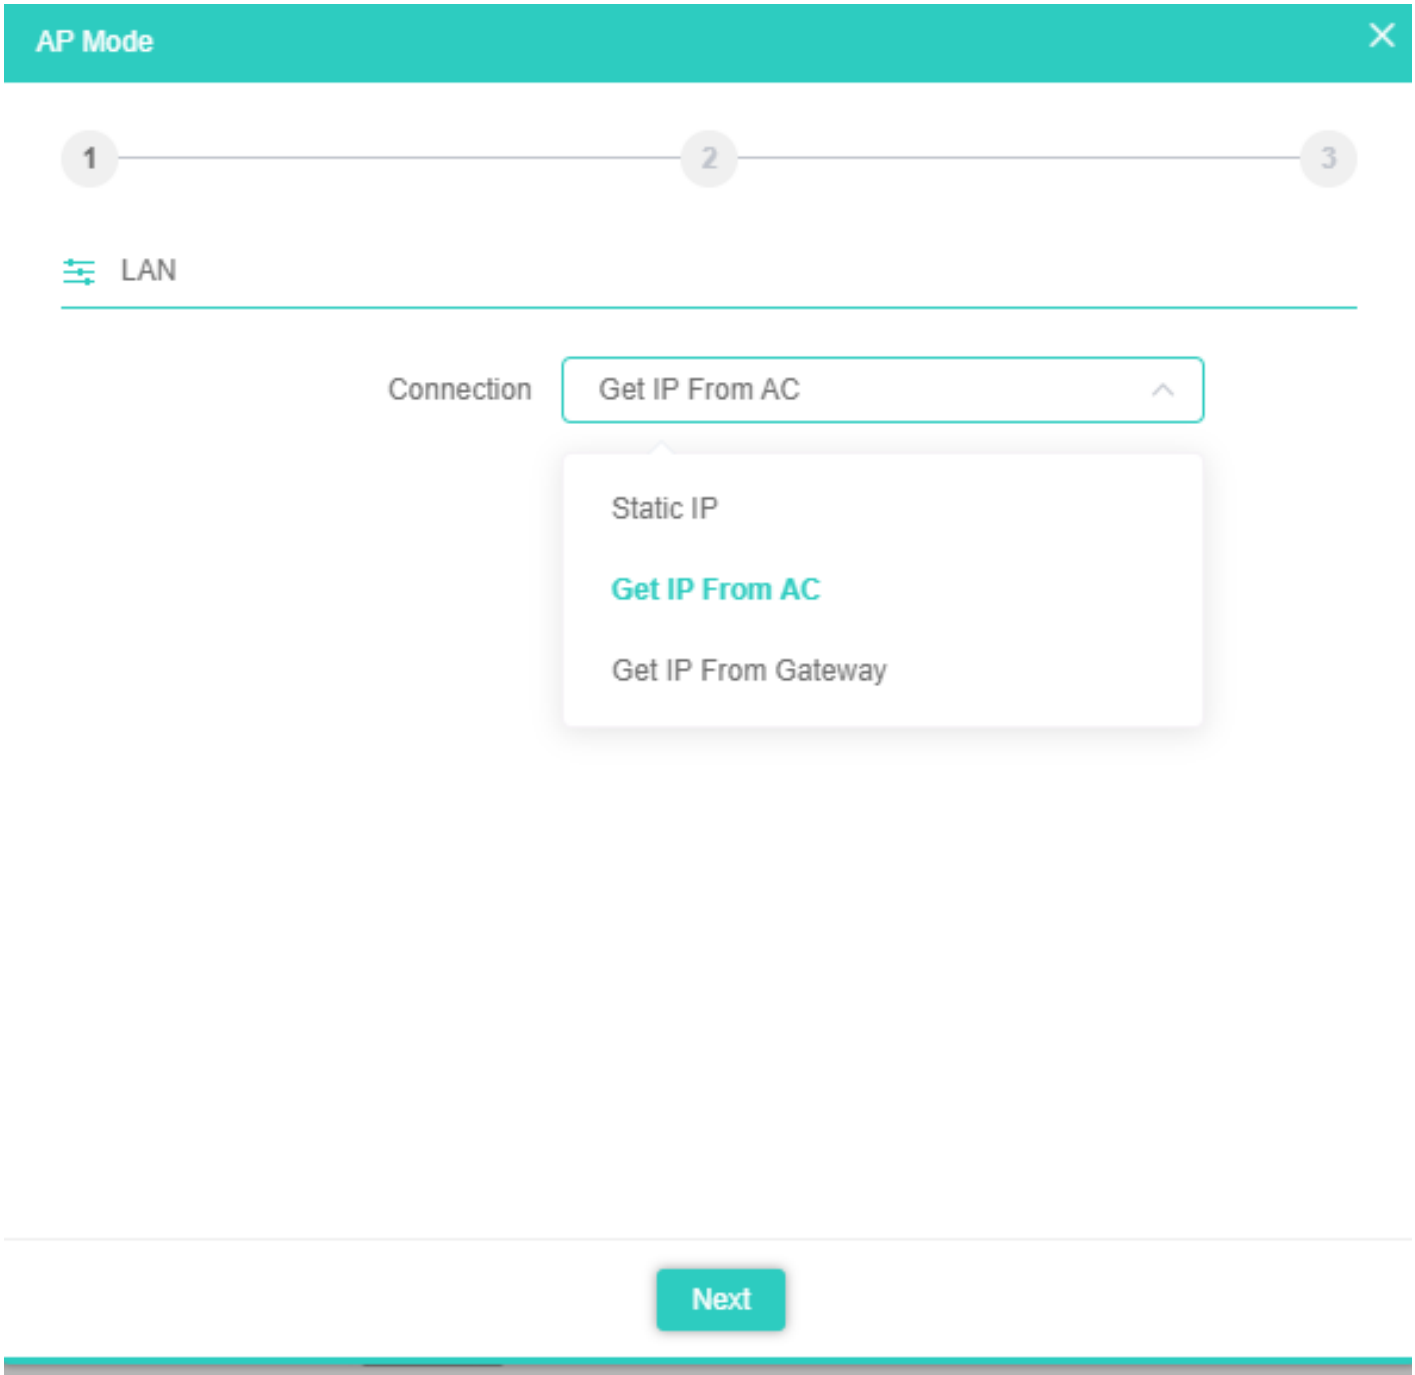 AP Mode
1
2
3
LAN
Connection
Get IP From AC
Static IP
Get IP From AC
Get IP From Gateway
Next